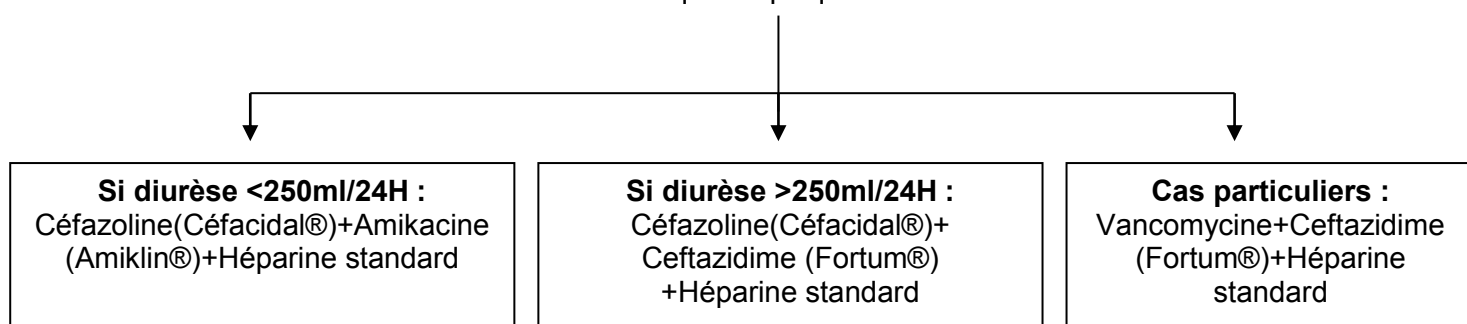 Si diurèse <250ml/24H :
Céfazoline(Céfacidal®)+Amikacine
(Amiklin®)+Héparine standard
Si diurèse >250ml/24H :
Céfazoline(Céfacidal®)+
Ceftazidime (Fortum®)
+Héparine standard
Cas particuliers :
Vancomycine+Ceftazidime
(Fortum®)+Héparine
standard